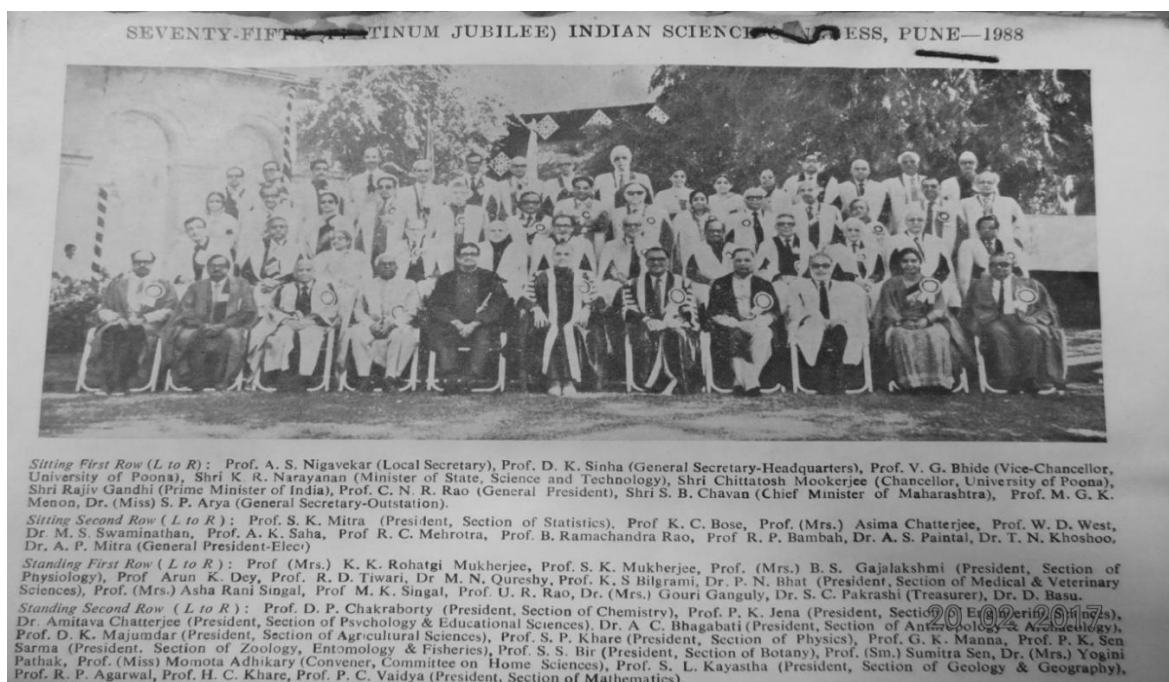 SEVENTY-FIFTH (PLATINUM JUBILEE) INDIAN SCIENCE CONGRESS, PUNE—1988
Sitting First Row (L to R) : Prof. A. S. Nigavekar (Local Secretary), Prof. D. K. Sinha (General Secretary-Headquarters), Prof. V. G. Bhide (Vice-Chancellor,
University of Poona), Shri K. R. Narayanan (Minister of State, Science and Technology), Shri Chittatosh Mookerjee (Chancellor, University of Poona),
Shri Rajiv Gandhi (Prime Minister of India), Prof. C. N. R. Rao (General President), Shri S. B. Chavan (Chief Minister of Maharashtra), Prof. M. G. K.
Menon, Dr. (Miss) S. P. Arya (General Secretary-Outstation).
Sitting Second Row (L to R) : Prof. S. K. Mitra (President, Section of Statistics), Prof K. C. Bose, Prof. (Mrs.) Asima Chatterjee, Prof. W. D. West,
Dr. M. S. Swaminathan, Prof. A. K. Saha, Prof R. C. Mehrotra, Prof. B. Ramachandra Rao, Prof R. P. Bambah, Dr. A. S. Paintal, Dr. T. N. Khoshoo,
Dr. A. P. Mitra (General President-Elect)
Standing First Row (L to R) : Prof (Mrs.) K. K. Rohatgi Mukherjee, Prof. S. K. Mukherjee, Prof. (Mrs.) B. S. Gajalakshmi (President, Section of
Physiology), Prof Arun K. Dey, Prof. R. D. Tiwari, Dr M. N. Qureshy, Prof. K. S Bilgrami, Dr. P. N. Bhat (President, Section of Medical & Veterinary
Sciences), Prof. (Mrs.) Asha Rani Singal, Prof M. K. Singal, Prof. U. R. Rao, Dr. (Mrs.) Gouri Ganguly, Dr. S. C. Pakrashi (Treasurer), Dr. D. Basu.
Standing Second Row (L to R) : Prof. D. P. Chakraborty (President, Section of Chemistry), Prof. P. K. Jena (President, Section of Engineering Sciences),
Dr. Amitava Chatterjee (President, Section of Psychology & Educational Sciences), Dr. A C. Bhagabati (President, Section of Anthropology & Archaeology),
Prof. D. K. Majumdar (President, Section of Agricultural Sciences), Prof. S. P. Khare (President, Section of Physics), Prof. G. K. Manna, Prof. P. K. Sen
Sarma (President, Section of Zoology, Entomology & Fisheries), Prof. S. S. Bir (President, Section of Botany), Prof. (Sm.) Sumitra Sen, Dr. (Mrs.) Yogini
Pathak, Prof. (Miss) Momota Adhikary (Convener, Committee on Home Sciences), Prof. S. L. Kayastha (President, Section of Geology & Geography),
Prof. R. P. Agarwal, Prof. H. C. Khare, Prof. P. C. Vaidya (President, Section of Mathematics)
20 02 2017